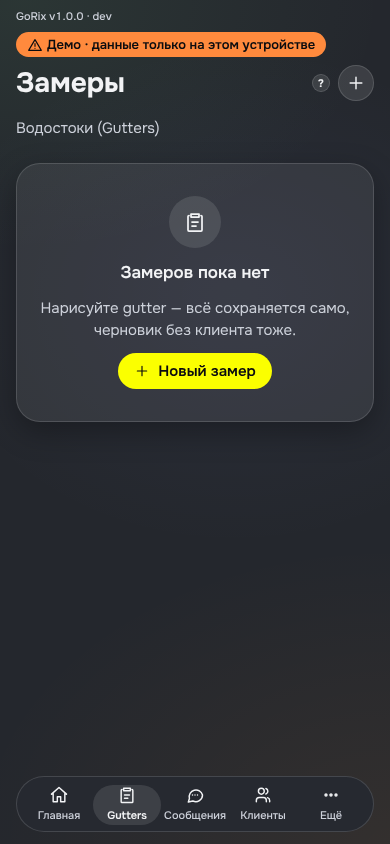 GoRix v1.0.0 · dev
Демо · данные только на этом устройстве
Замеры
?
Водостоки (Gutters)
Замеров пока нет
Нарисуйте gutter — всё сохраняется само,
черновик без клиента тоже.
Новый замер
Главная
Gutters
Сообщения
Клиенты
Ещё